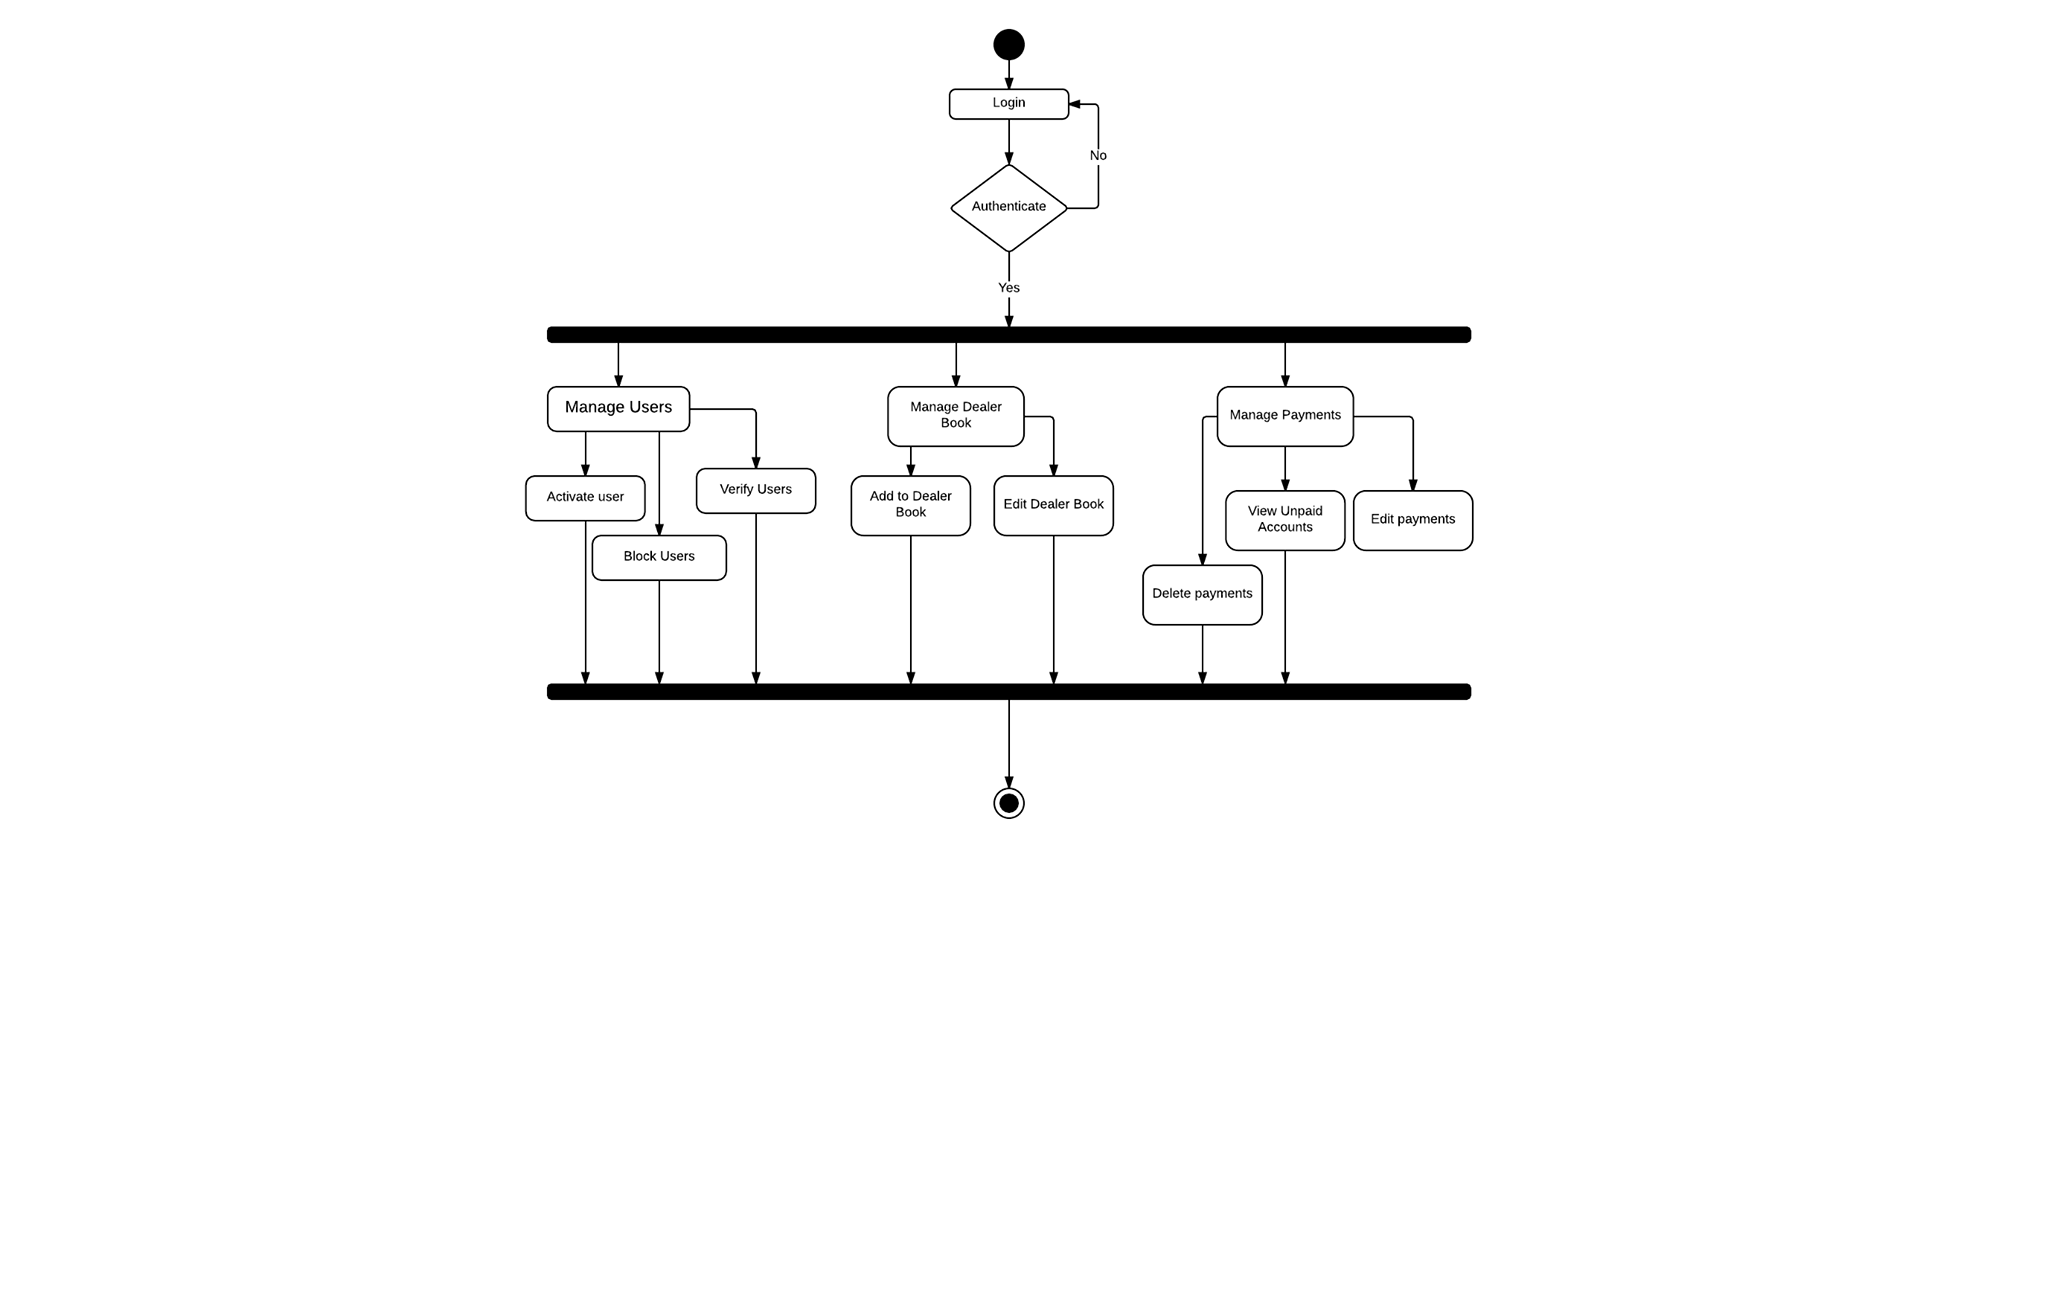 Login
No
Authenticate
Yes
Manage Users
Manage Dealer
Book
Manage Payments
Activate user
Verify Users
Block Users
Add to Dealer
Book
Edit Dealer Book
View Unpaid
Accounts
Edit payments
Delete payments